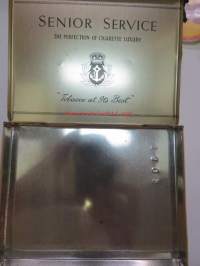 SENIOR SERVICE
THE PERFECTION OF CIGARETTE LUXURY
"Tobacco at Its Best"